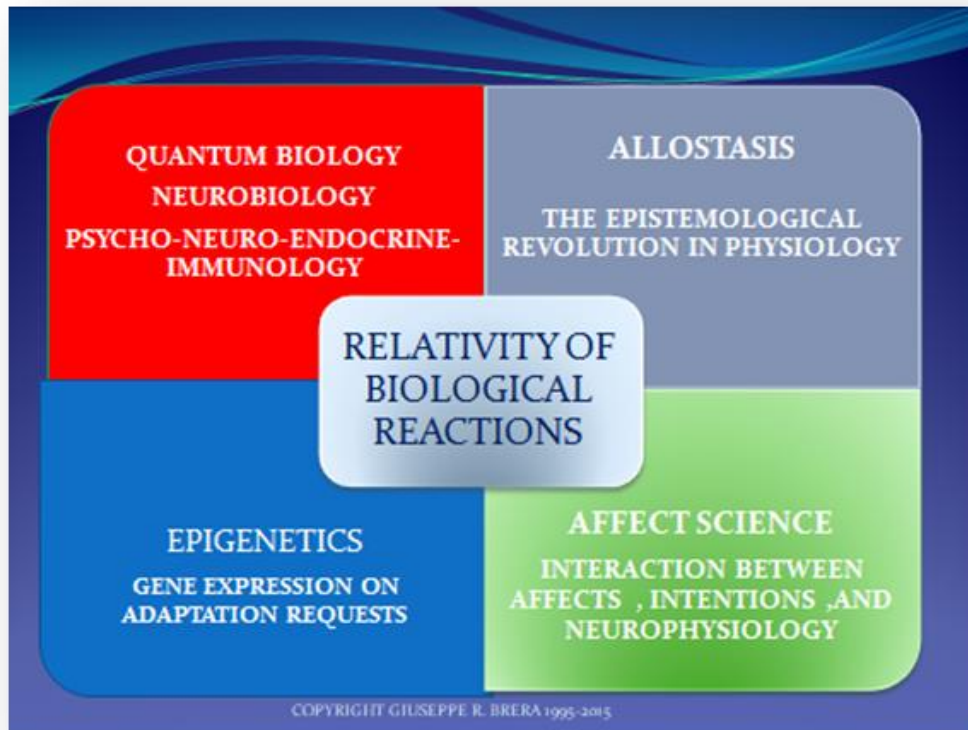 QUANTUM BIOLOGY
NEUROBIOLOGY
PSYCHO-NEURO-ENDOCRINE-
IMMUNOLOGY
ALLOSTASIS
THE EPISTEMOLOGICAL
REVOLUTION IN PHYSIOLOGY
RELATIVITY OF
BIOLOGICAL
REACTIONS
EPIGENETICS
GENE EXPRESSION ON
ADAPTATION REQUESTS
AFFECT SCIENCE
INTERACTION BETWEEN
AFFECTS , INTENTIONS ,AND
NEUROPHYSIOLOGY
COPYRIGHT GIUSEPPE R. BRERA 1995-2015